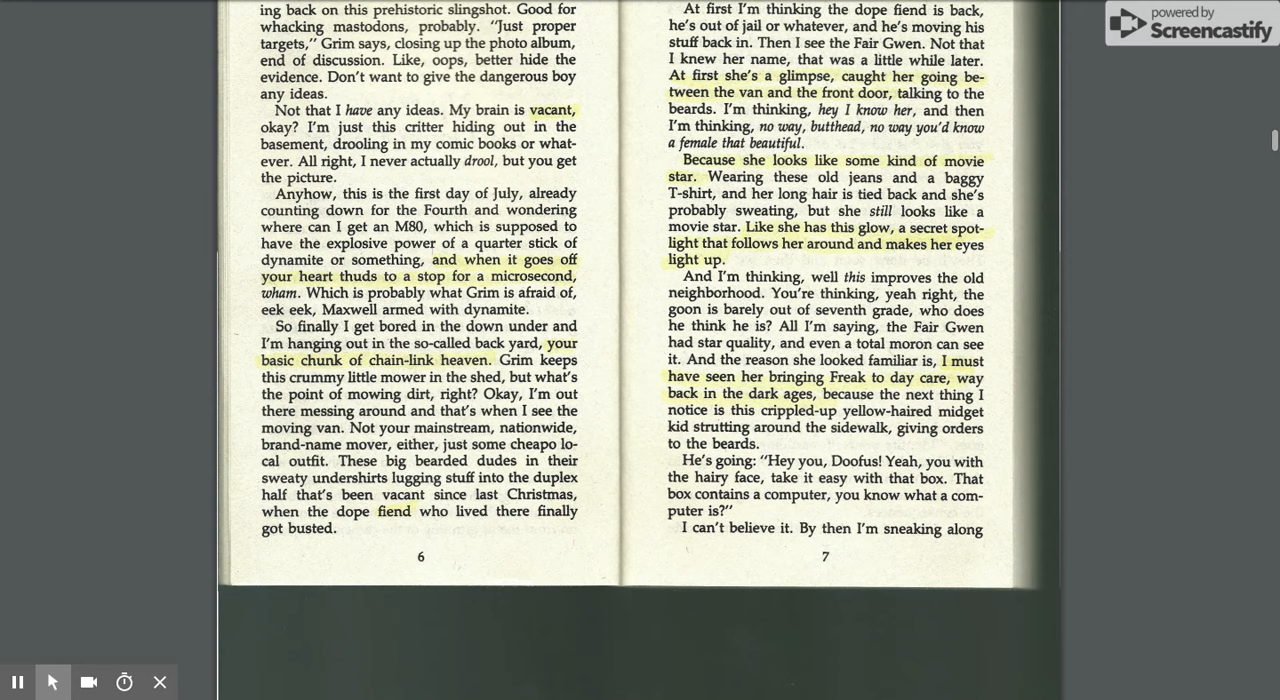 ing back on this prehistoric slingshot. Good for
whacking mastodons, probably. "Just proper
targets," Grim says, closing up the photo album,
end of discussion. Like, oops, better hide the
evidence. Don't want to give the dangerous boy
any ideas.
Not that I have any ideas. My brain is vacant,
okay? I'm just this critter hiding out in the
basement, drooling in my comic books or what-
ever. All right, I never actually drool, but you get
the picture.
Anyhow, this is the first day of July, already
counting down for the Fourth and wondering
where can I get an M80, which is supposed to
have the explosive power of a quarter stick of
dynamite or something, and when it goes off
your heart thuds to a stop for a microsecond,
wham. Which is probably what Grim is afraid of,
eek eek, Maxwell armed with dynamite.
So finally I get bored in the down under and
I'm hanging out in the so-called back yard, your
basic chunk of chain-link heaven. Grim keeps
this crummy little mower in the shed, but what's
the point of mowing dirt, right? Okay, I'm out
there messing around and that's when I see the
moving van. Not your mainstream, nationwide,
brand-name mover, either, just some cheapo lo-
cal outfit. These big bearded dudes in their
sweaty undershirts lugging stuff into the duplex
half that's been vacant since last Christmas,
when the dope fiend who lived there finally
got busted.
6
At first I'm thinking the dope fiend is back,
he's out of jail or whatever, and he's moving his
stuff back in. Then I see the Fair Gwen. Not that
I knew her name, that was a little while later.
At first she's a glimpse, caught her going be-
tween the van and the front door, talking to the
beards. I'm thinking, hey I know her, and then
I'm thinking, no way, butthead, no way you'd know
a female that beautiful.
Because she looks like some kind of movie
star. Wearing these old jeans and a baggy
T-shirt, and her long hair is tied back and she's
probably sweating, but she still looks like a
movie star. Like she has this glow, a secret spot-
light that follows her around and makes her eyes
light up.
And I'm thinking, well this improves the old
neighborhood. You're thinking, yeah right, the
goon is barely out of seventh grade, who does
he think he is? All I'm saying, the Fair Gwen
had star quality, and even a total moron can see
it. And the reason she looked familiar is, I must
have seen her bringing Freak to day care, way
back in the dark ages, because the next thing I
notice is this crippled-up yellow-haired midget
kid strutting around the sidewalk, giving orders
to the beards.
He's going: "Hey you, Doofus! Yeah, you with
the hairy face, take it easy with that box. That
box contains a computer, you know what a com-
puter is?"
I can't believe it. By then I'm sneaking along
7
powered by
Screencastify